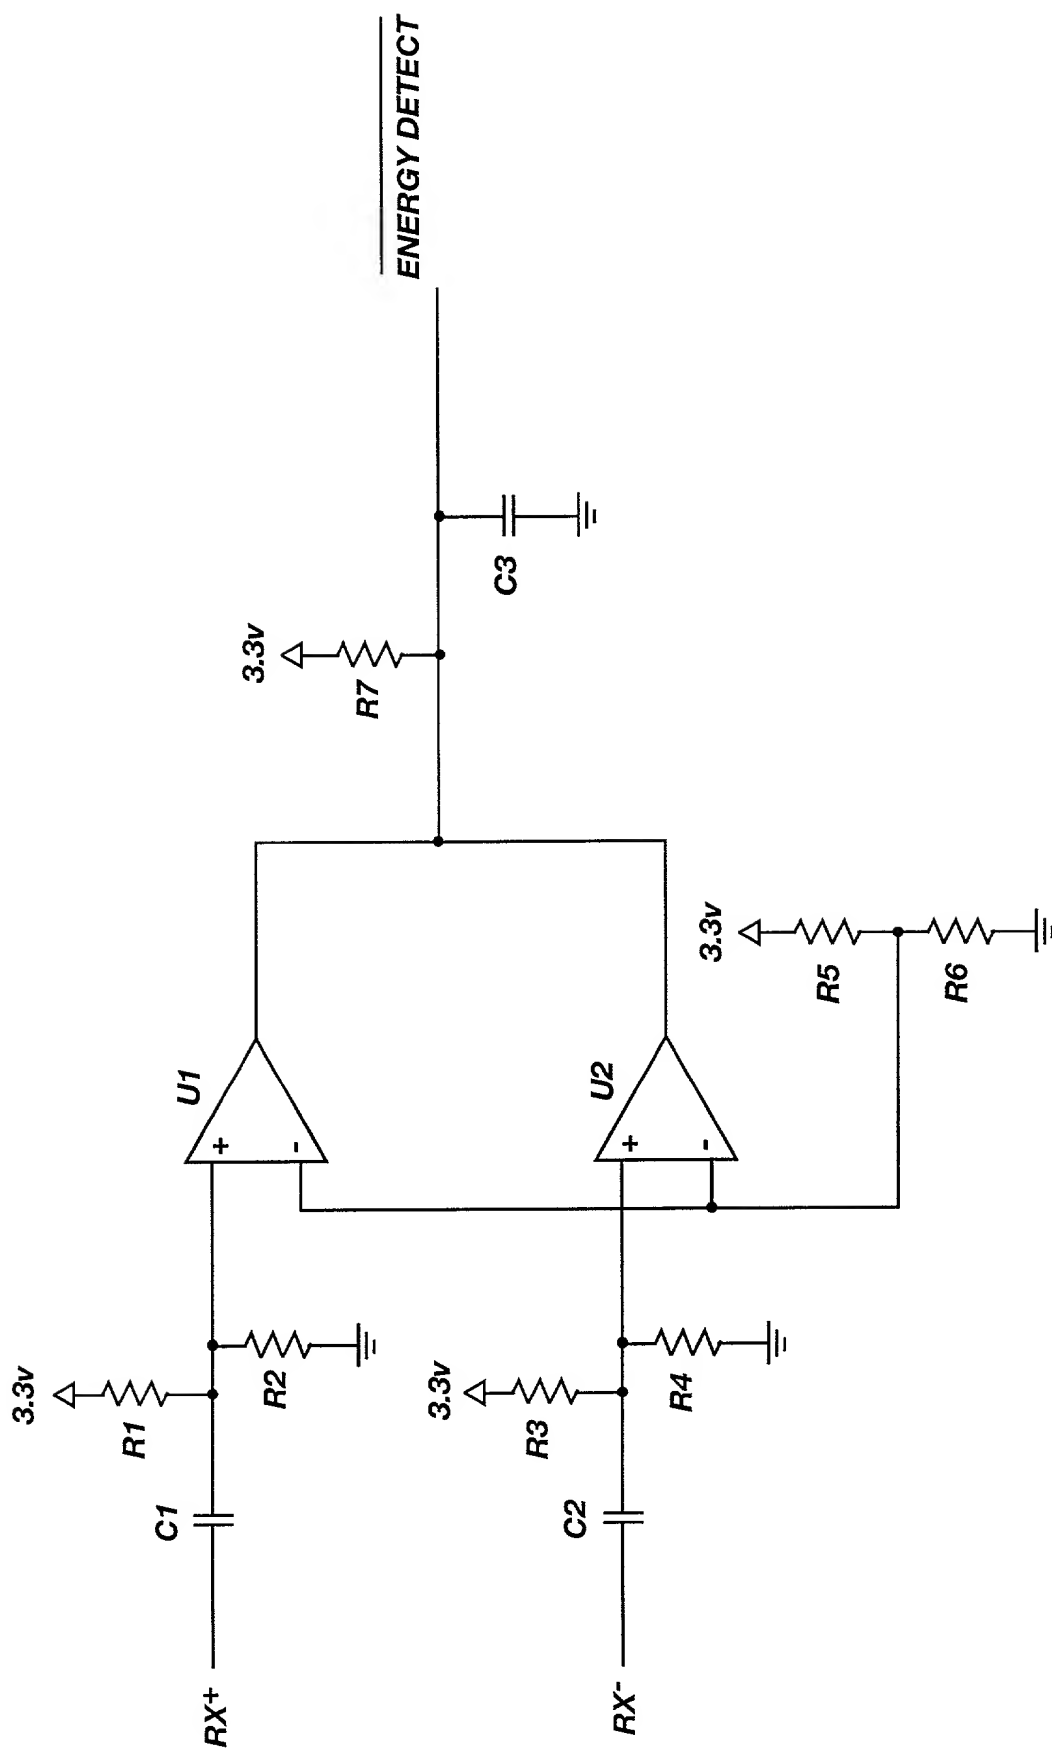 3.3v
R1
R2
C1
RX+
U1
+
-
3.3v
R3
R4
C2
RX-
U2
+
-
3.3v
R5
R6
3.3v
R7
C3
ENERGY DETECT